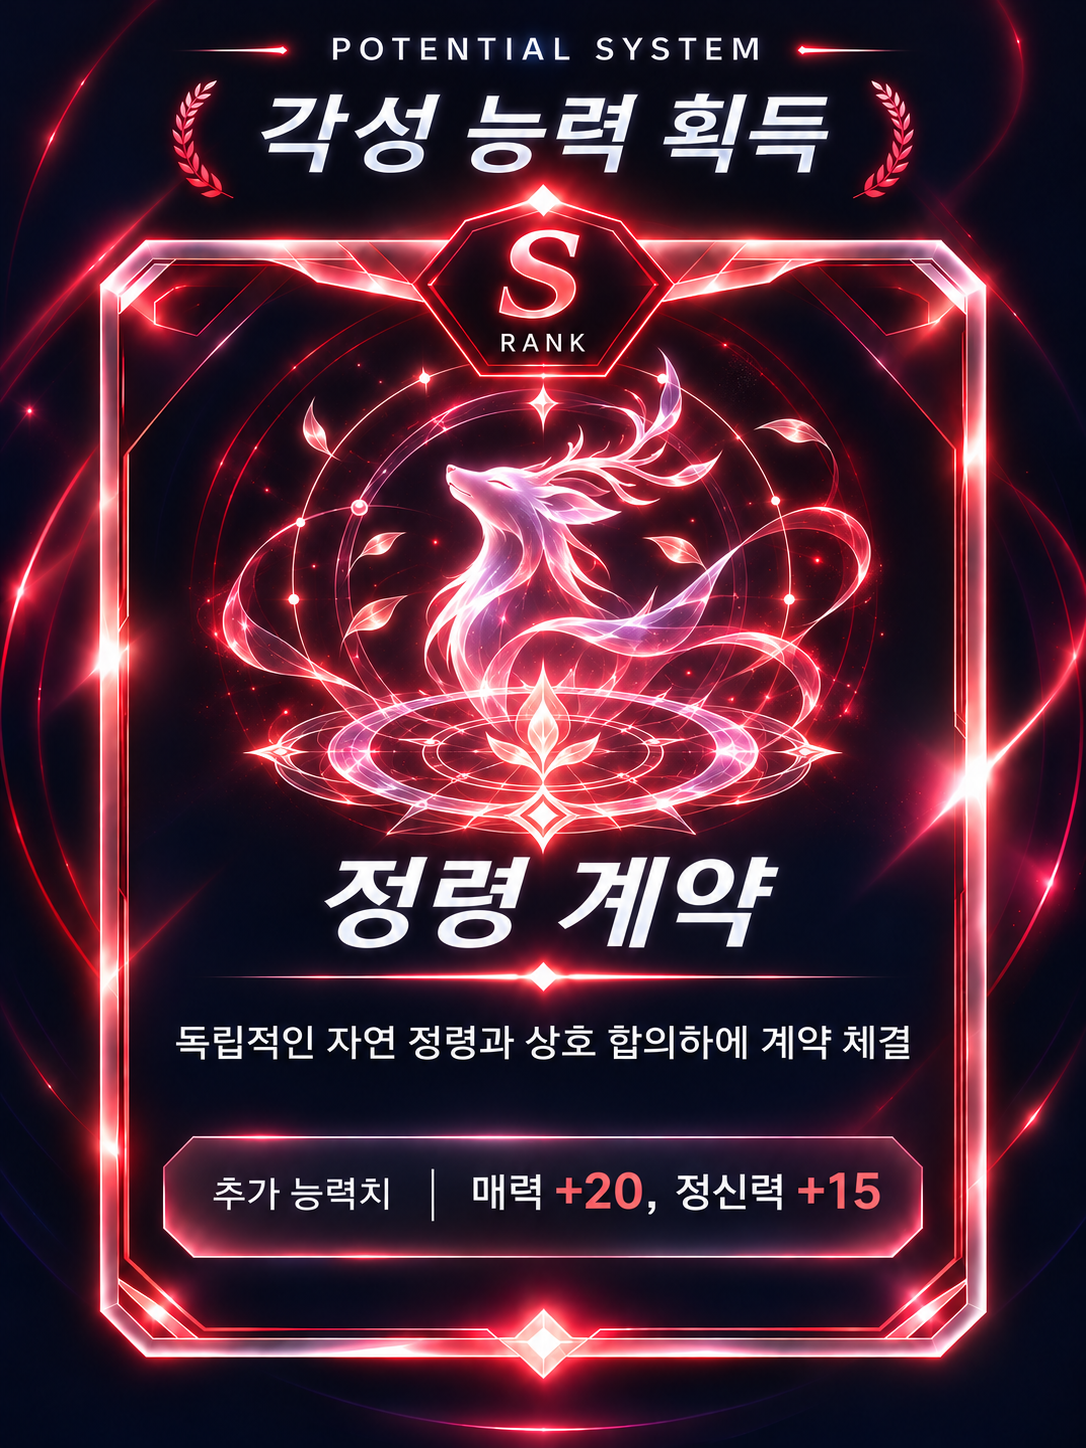 POTENTIAL SYSTEM
각성 능력 획득
S
RANK
정령 계약
독립적인 자연 정령과 상호 합의하에 계약 체결
추가 능력치 | 매력 +20, 정신력 +15